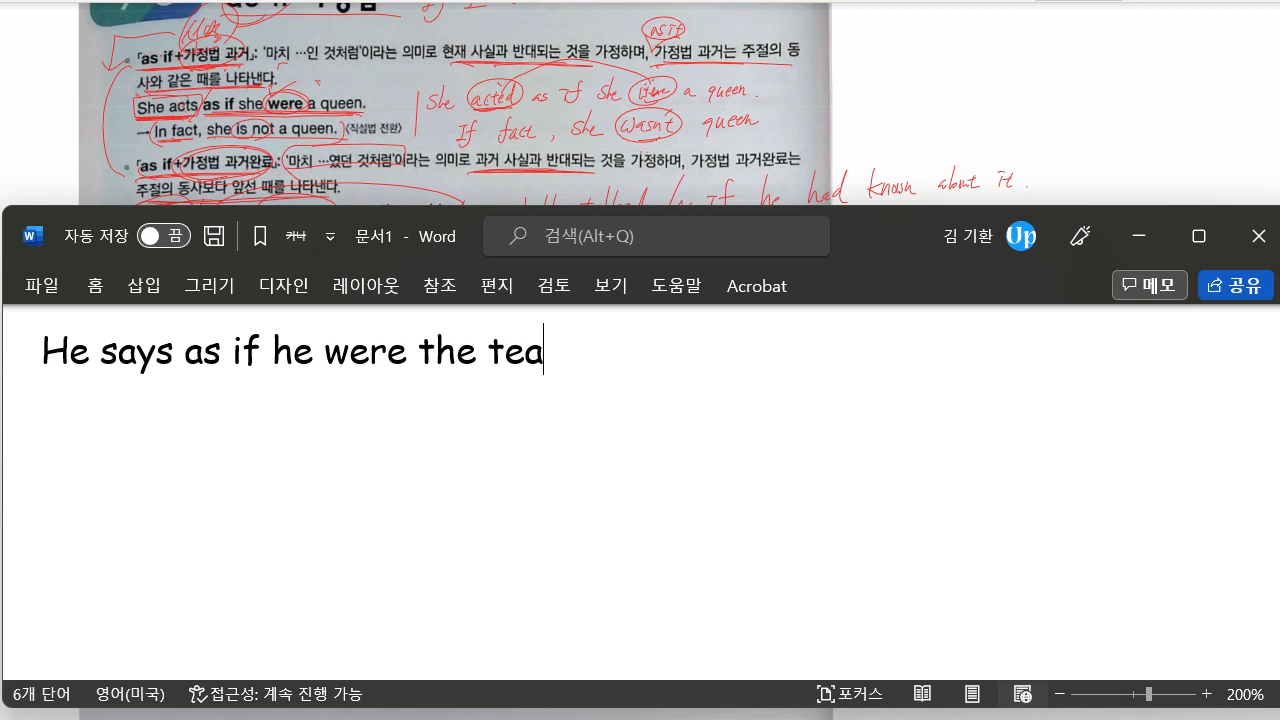 「as if+가정법 과거」: '마치 …인 것처럼'이라는 의미로 현재 사실과 반대되는 것을 가정하며, 가정법 과거는 주절의 동
as if
사와 같은 때를 나타낸다.
She acts as if she were a queen.
She acted as if she were a queen.
→ In fact, she is not a queen. 〈직설법 전환〉
If fact, she wasn't queen
「as if+가정법 과거완료」: '마치 …였던 것처럼'이라는 의미로 과거 사실과 반대되는 것을 가정하며, 가정법 과거완료는
주절의 동사보다 앞선 때를 나타낸다.
as if he had known about it.
자동 저장 끔 가나 문서1 - Word 검색(Alt+Q) 김 기환 Up
파일 홈 삽입 그리기 디자인 레이아웃 참조 편지 검토 보기 도움말 Acrobat 메모 공유
He says as if he were the tea
6개 단어 영어(미국) 접근성: 계속 진행 가능 포커스 200%